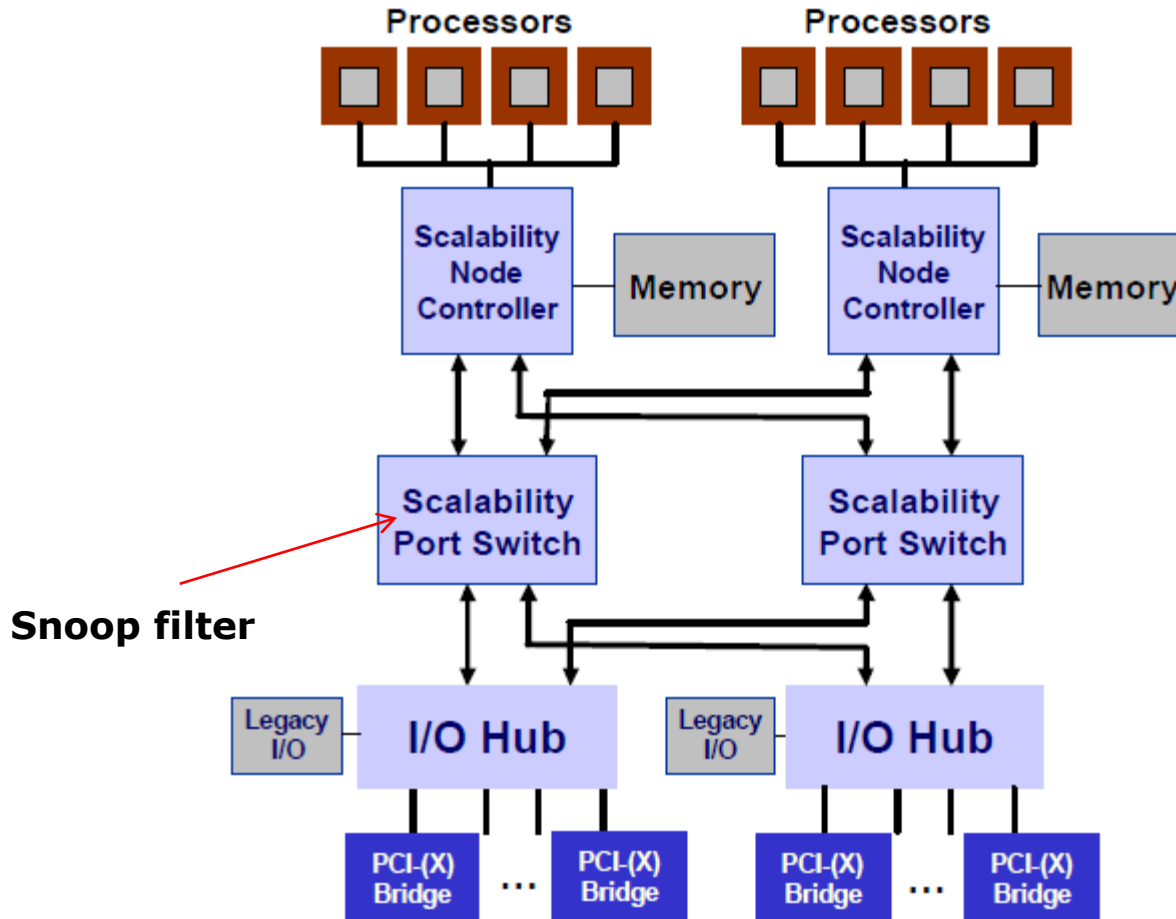 Processors
Processors
Scalability
Node
Controller
Memory
Scalability
Node
Controller
Memory
Scalability
Port Switch
Scalability
Port Switch
Snoop filter
Legacy
I/O
I/O Hub
Legacy
I/O
I/O Hub
PCI-(X)
Bridge
...
PCI-(X)
Bridge
PCI-(X)
Bridge
...
PCI-(X)
Bridge